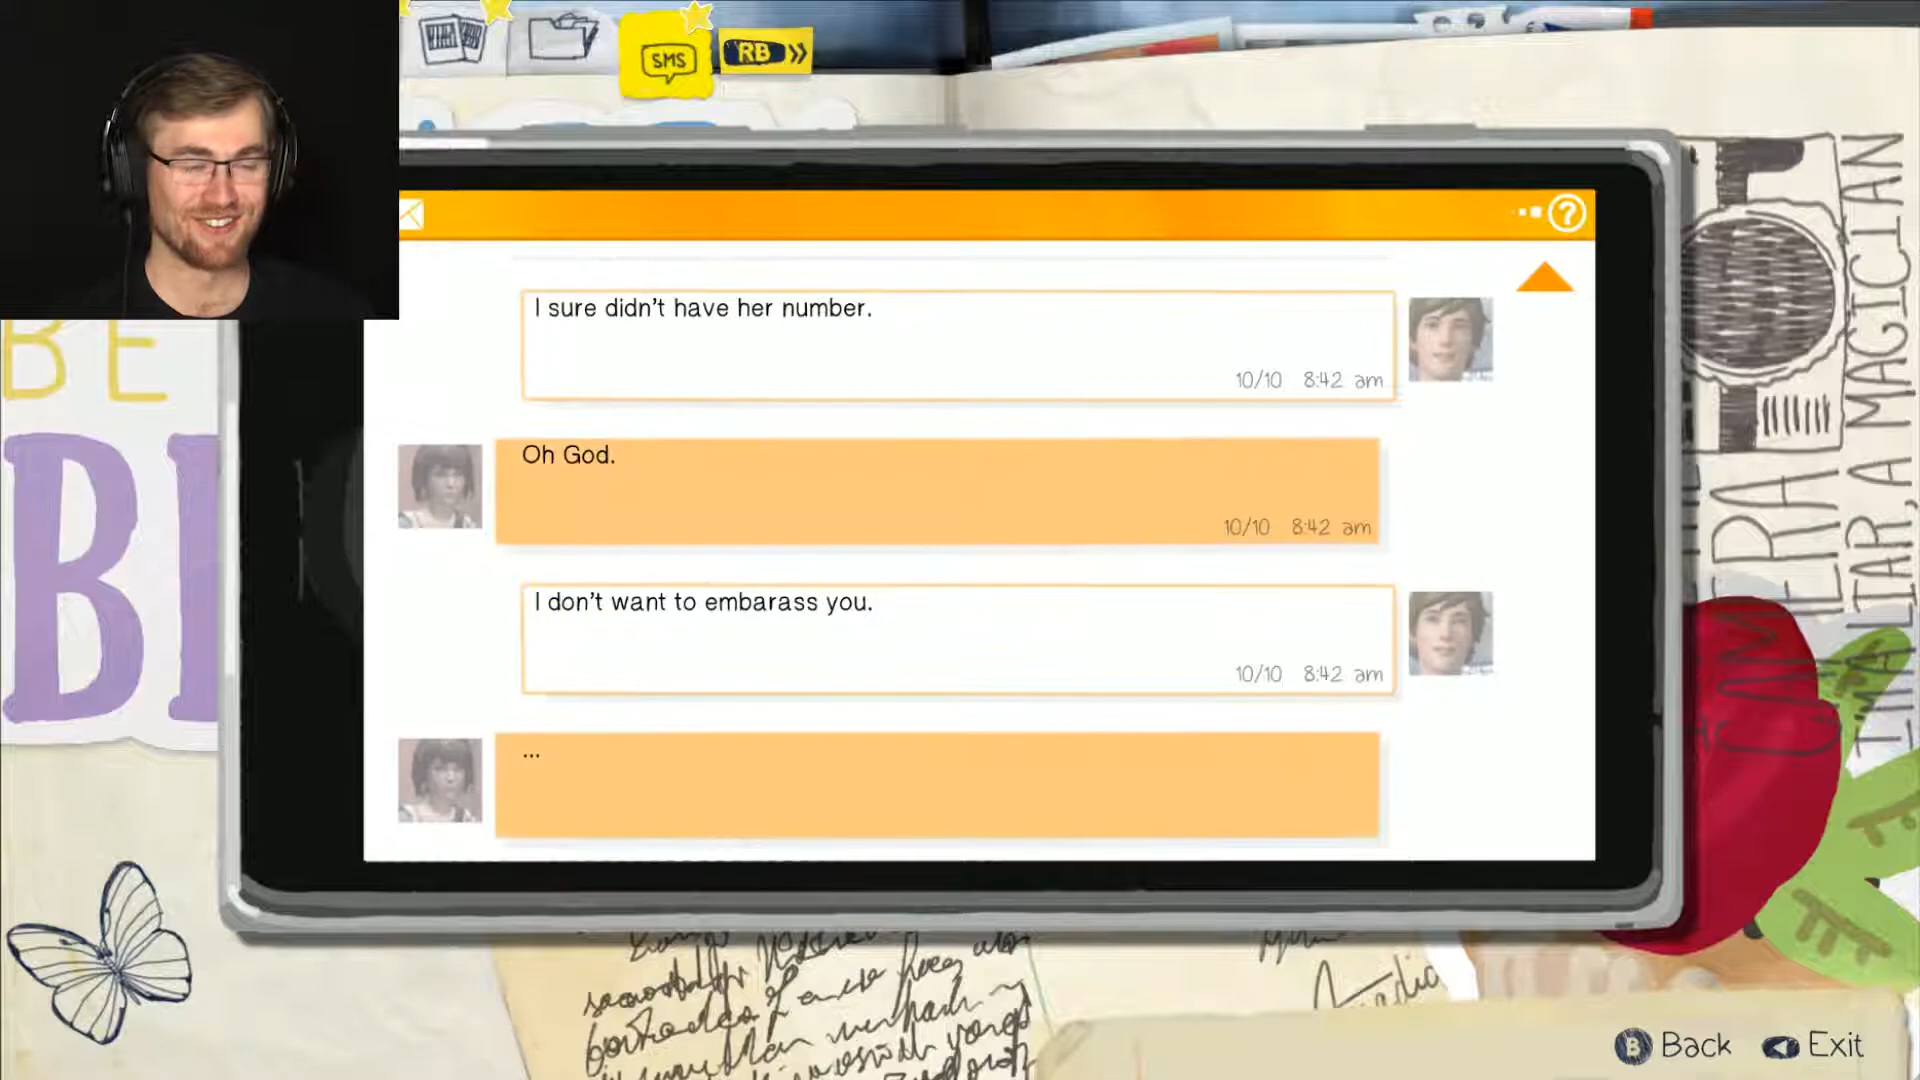 SMS
RB
I sure didn't have her number.
10/10 8:42 am
Oh God.
10/10 8:42 am
I don't want to embarass you.
10/10 8:42 am
...
BE
CAMERA
LIAR, A MAGICIAN
Back
Exit